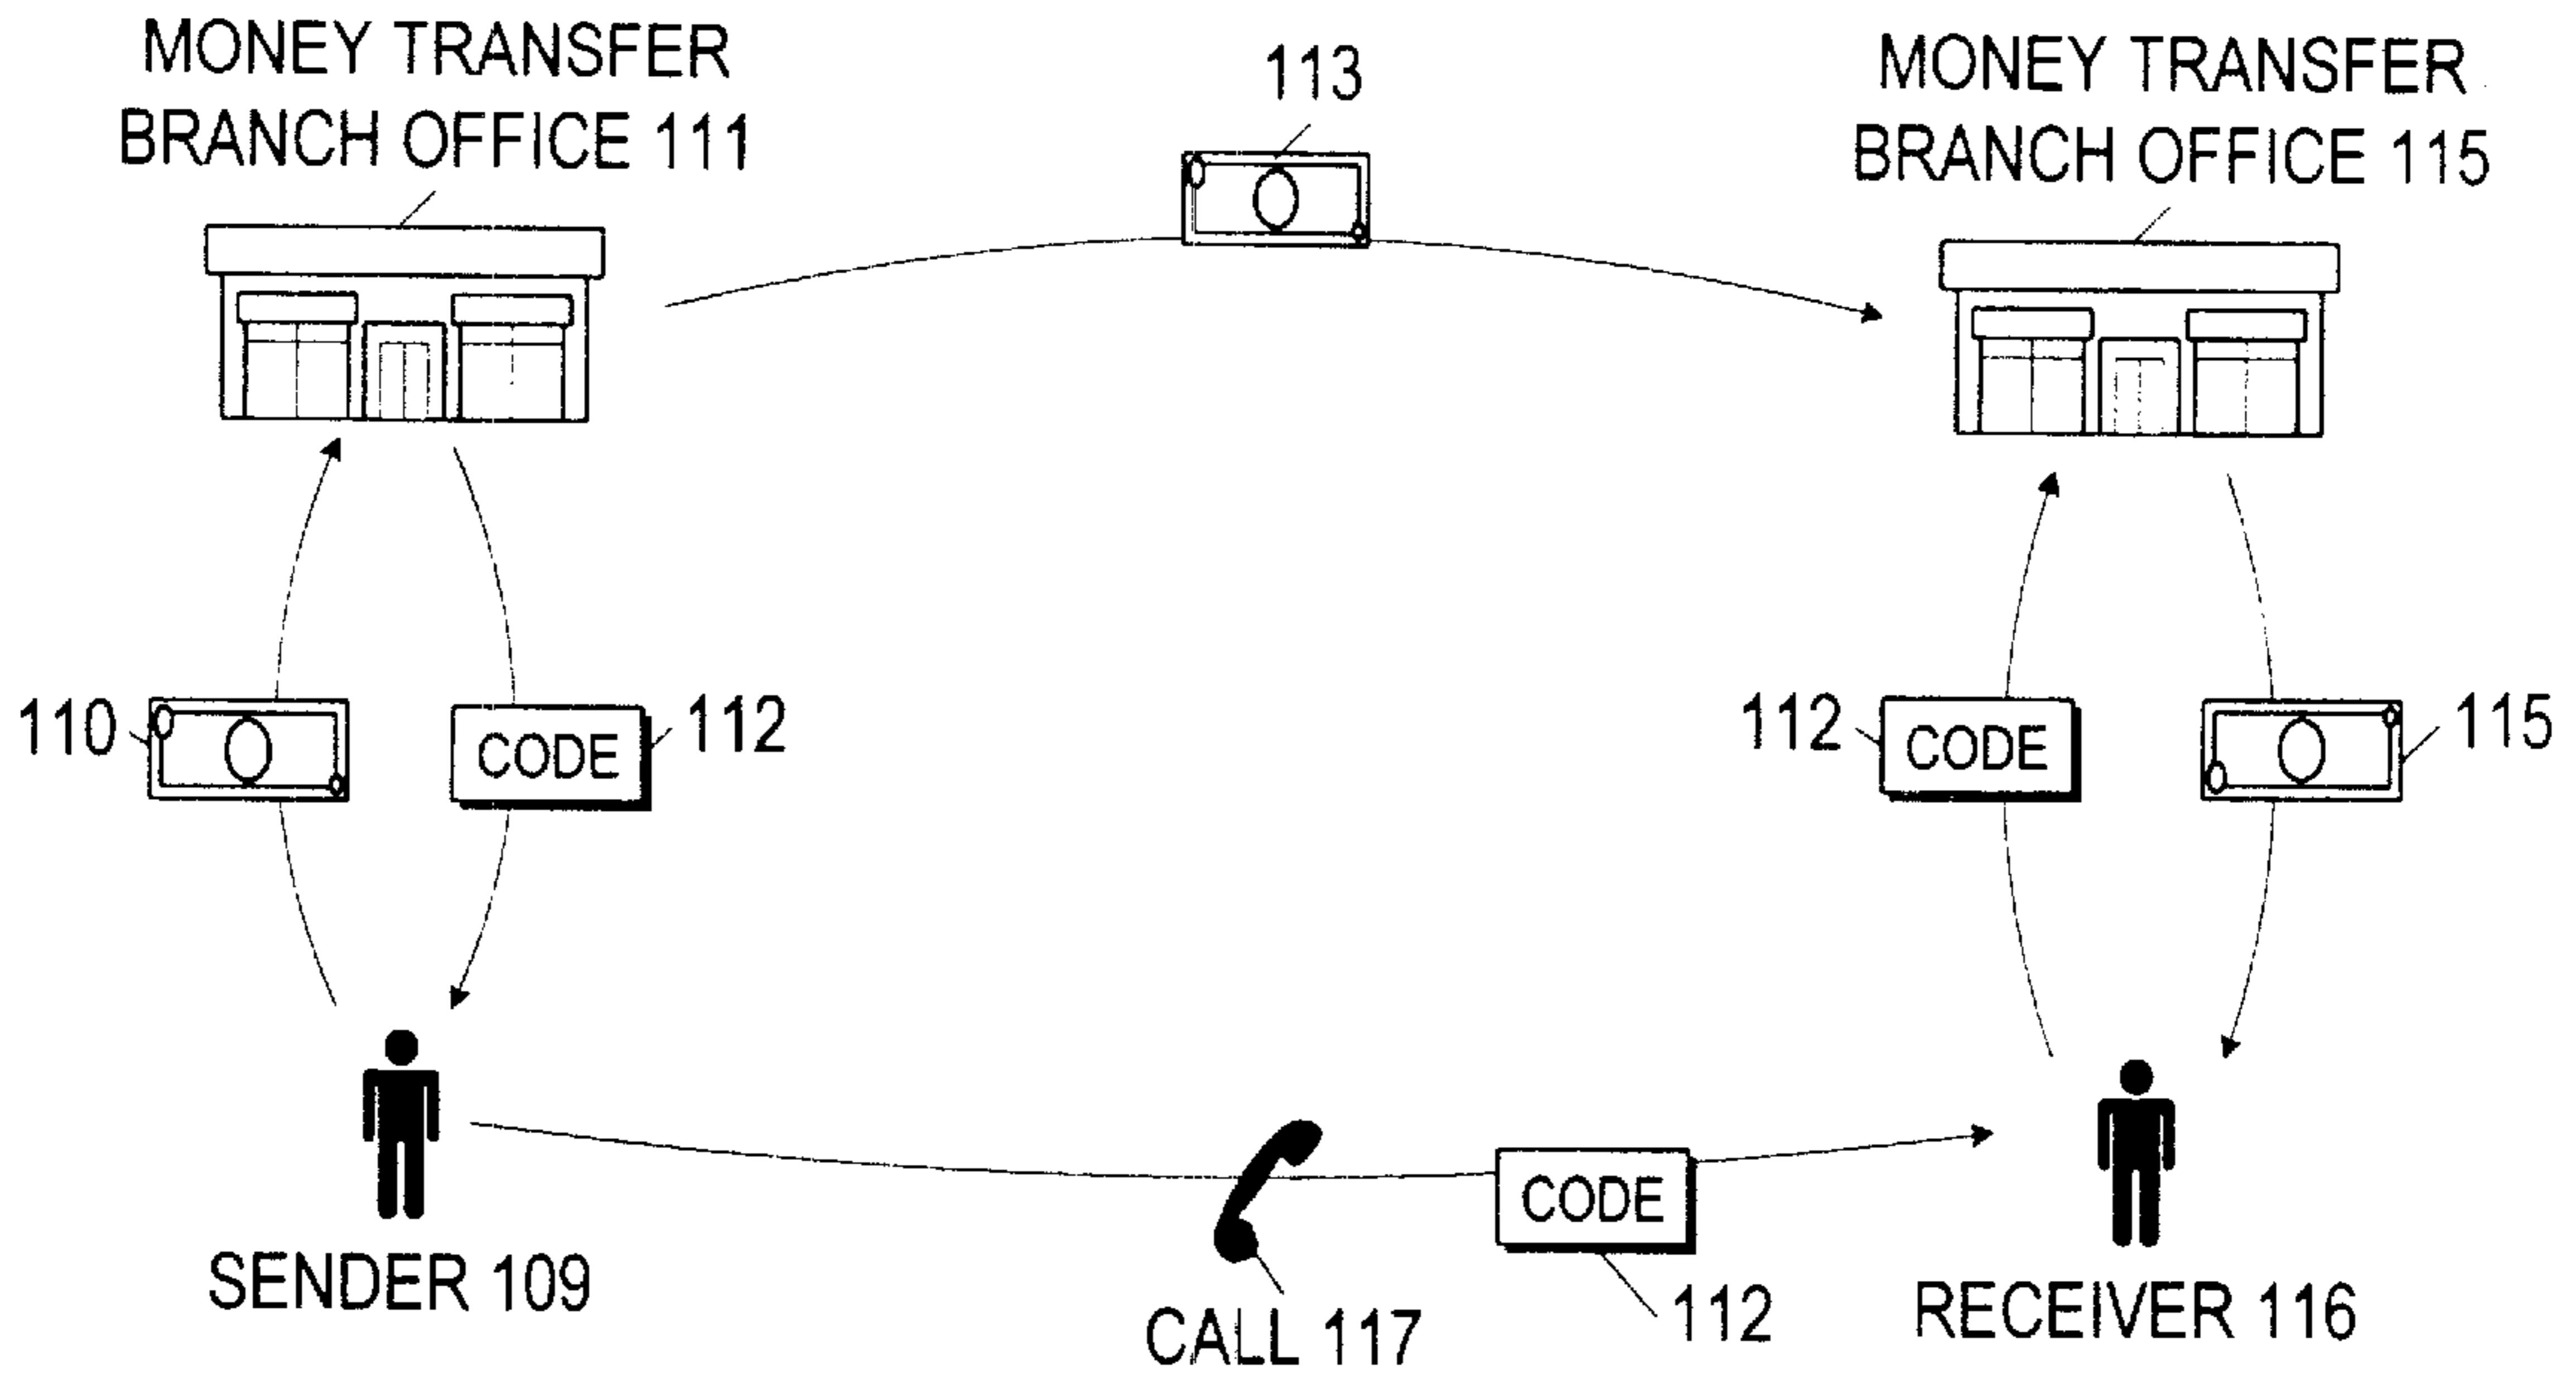 MONEY TRANSFER
BRANCH OFFICE 111
113
MONEY TRANSFER
BRANCH OFFICE 115
110
CODE
112
112
CODE
115
SENDER 109
CALL 117
CODE
112
RECEIVER 116